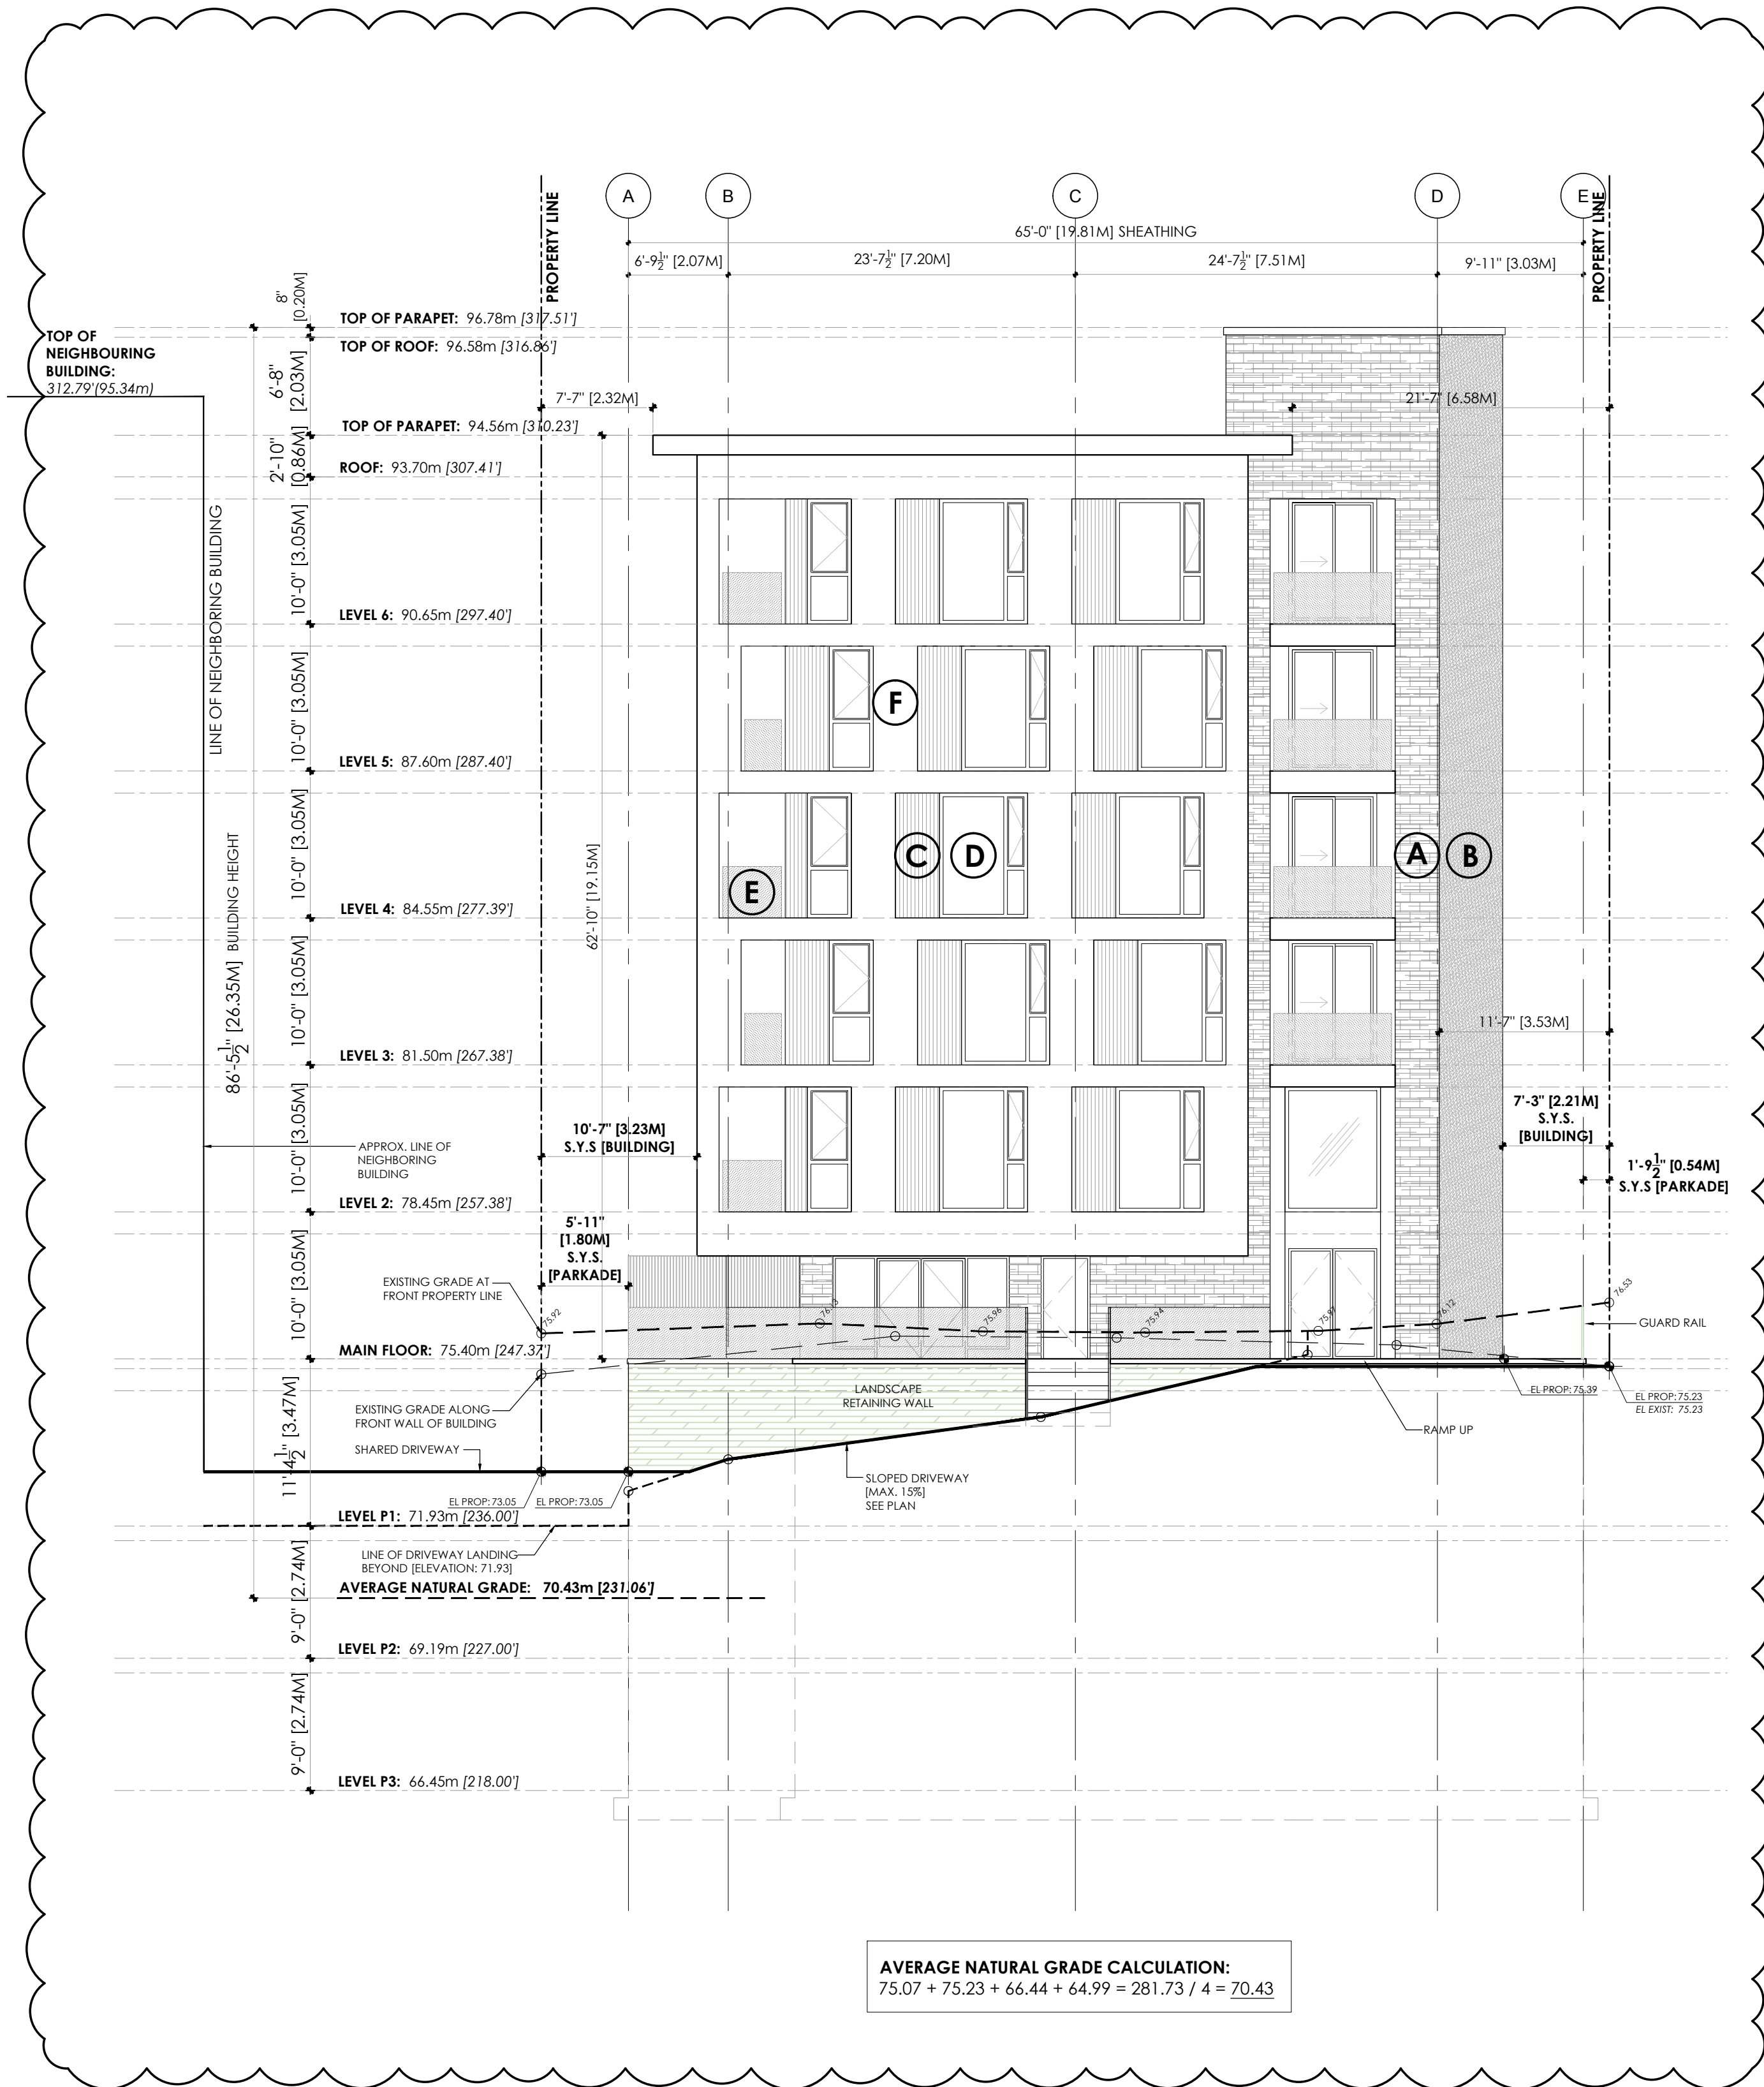 A
B
C
D
E
PROPERTY LINE
PROPERTY LINE
65'-0" [19.81M] SHEATHING
6'-9½" [2.07M]
23'-7½" [7.20M]
24'-7½" [7.51M]
9'-11" [3.03M]
8"
[0.20M]
TOP OF PARAPET: 96.78m [317.51']
TOP OF ROOF: 96.58m [316.86']
TOP OF
NEIGHBOURING
BUILDING:
312.79'(95.34m)
6'-8"
[2.03M]
7'-7" [2.32M]
21'-7" [6.58M]
TOP OF PARAPET: 94.56m [310.23']
2'-10"
[0.86M]
ROOF: 93.70m [307.41']
LINE OF NEIGHBORING BUILDING
10'-0" [3.05M]
LEVEL 6: 90.65m [297.40']
10'-0" [3.05M]
F
LEVEL 5: 87.60m [287.40']
10'-0" [3.05M]
86'-5½" [26.35M] BUILDING HEIGHT
62'-10" [19.15M]
C
D
A
B
E
LEVEL 4: 84.55m [277.39']
10'-0" [3.05M]
11'-7" [3.53M]
LEVEL 3: 81.50m [267.38']
10'-0" [3.05M]
7'-3" [2.21M]
S.Y.S.
[BUILDING]
10'-7" [3.23M]
S.Y.S [BUILDING]
APPROX. LINE OF
NEIGHBORING
BUILDING
1'-9½" [0.54M]
S.Y.S [PARKADE]
LEVEL 2: 78.45m [257.38']
5'-11"
[1.80M]
S.Y.S.
[PARKADE]
10'-0" [3.05M]
EXISTING GRADE AT
FRONT PROPERTY LINE
75.92
76.13
75.96
75.94
75.97
76.12
76.53
GUARD RAIL
MAIN FLOOR: 75.40m [247.37']
11'-4½" [3.47M]
LANDSCAPE
RETAINING WALL
EL PROP: 75.39
EL PROP: 75.23
EL EXIST: 75.23
EXISTING GRADE ALONG
FRONT WALL OF BUILDING
RAMP UP
SHARED DRIVEWAY
SLOPED DRIVEWAY
[MAX. 15%]
SEE PLAN
EL PROP: 73.05
EL PROP: 73.05
LEVEL P1: 71.93m [236.00']
LINE OF DRIVEWAY LANDING
BEYOND [ELEVATION: 71.93]
9'-0" [2.74M]
AVERAGE NATURAL GRADE: 70.43m [231.06']
LEVEL P2: 69.19m [227.00']
9'-0" [2.74M]
LEVEL P3: 66.45m [218.00']
AVERAGE NATURAL GRADE CALCULATION:
75.07 + 75.23 + 66.44 + 64.99 = 281.73 / 4 = 70.43